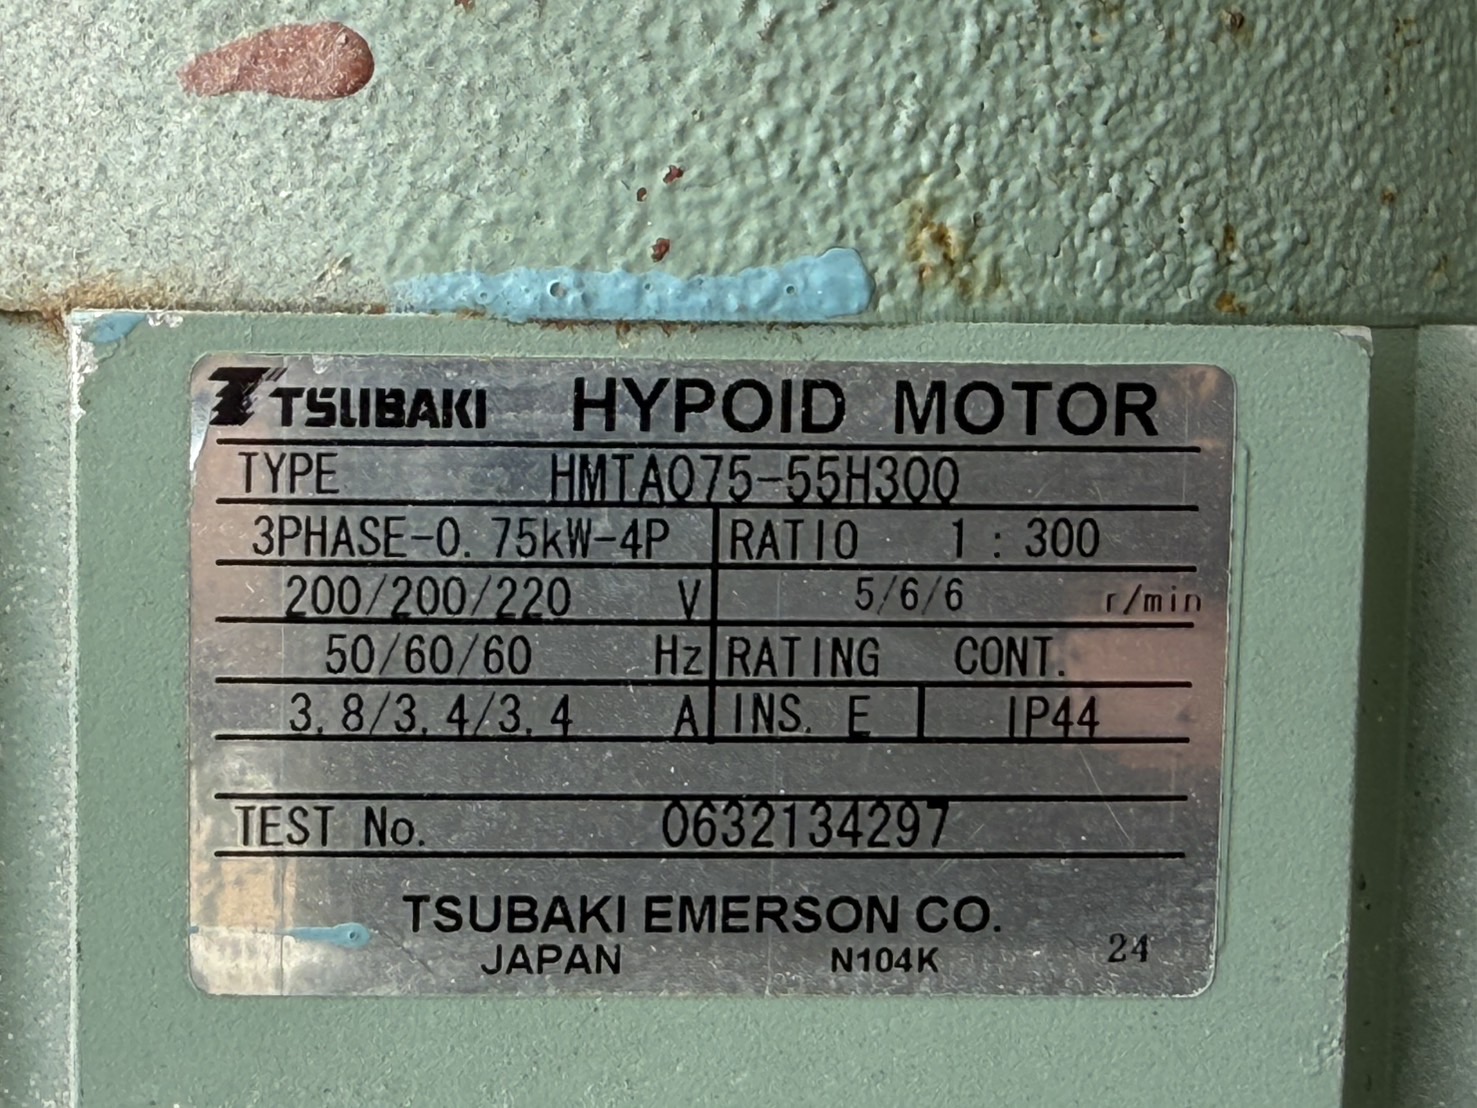 TSUBAKI HYPOID MOTOR
TYPE HMTA075-55H300
3PHASE-0.75kW-4P RATIO 1:300
200/200/220 V 5/6/6 r/min
50/60/60 Hz RATING CONT.
3.8/3.4/3.4 A INS. E IP44
TEST No. 0632134297
TSUBAKI EMERSON CO.
JAPAN N104K 24